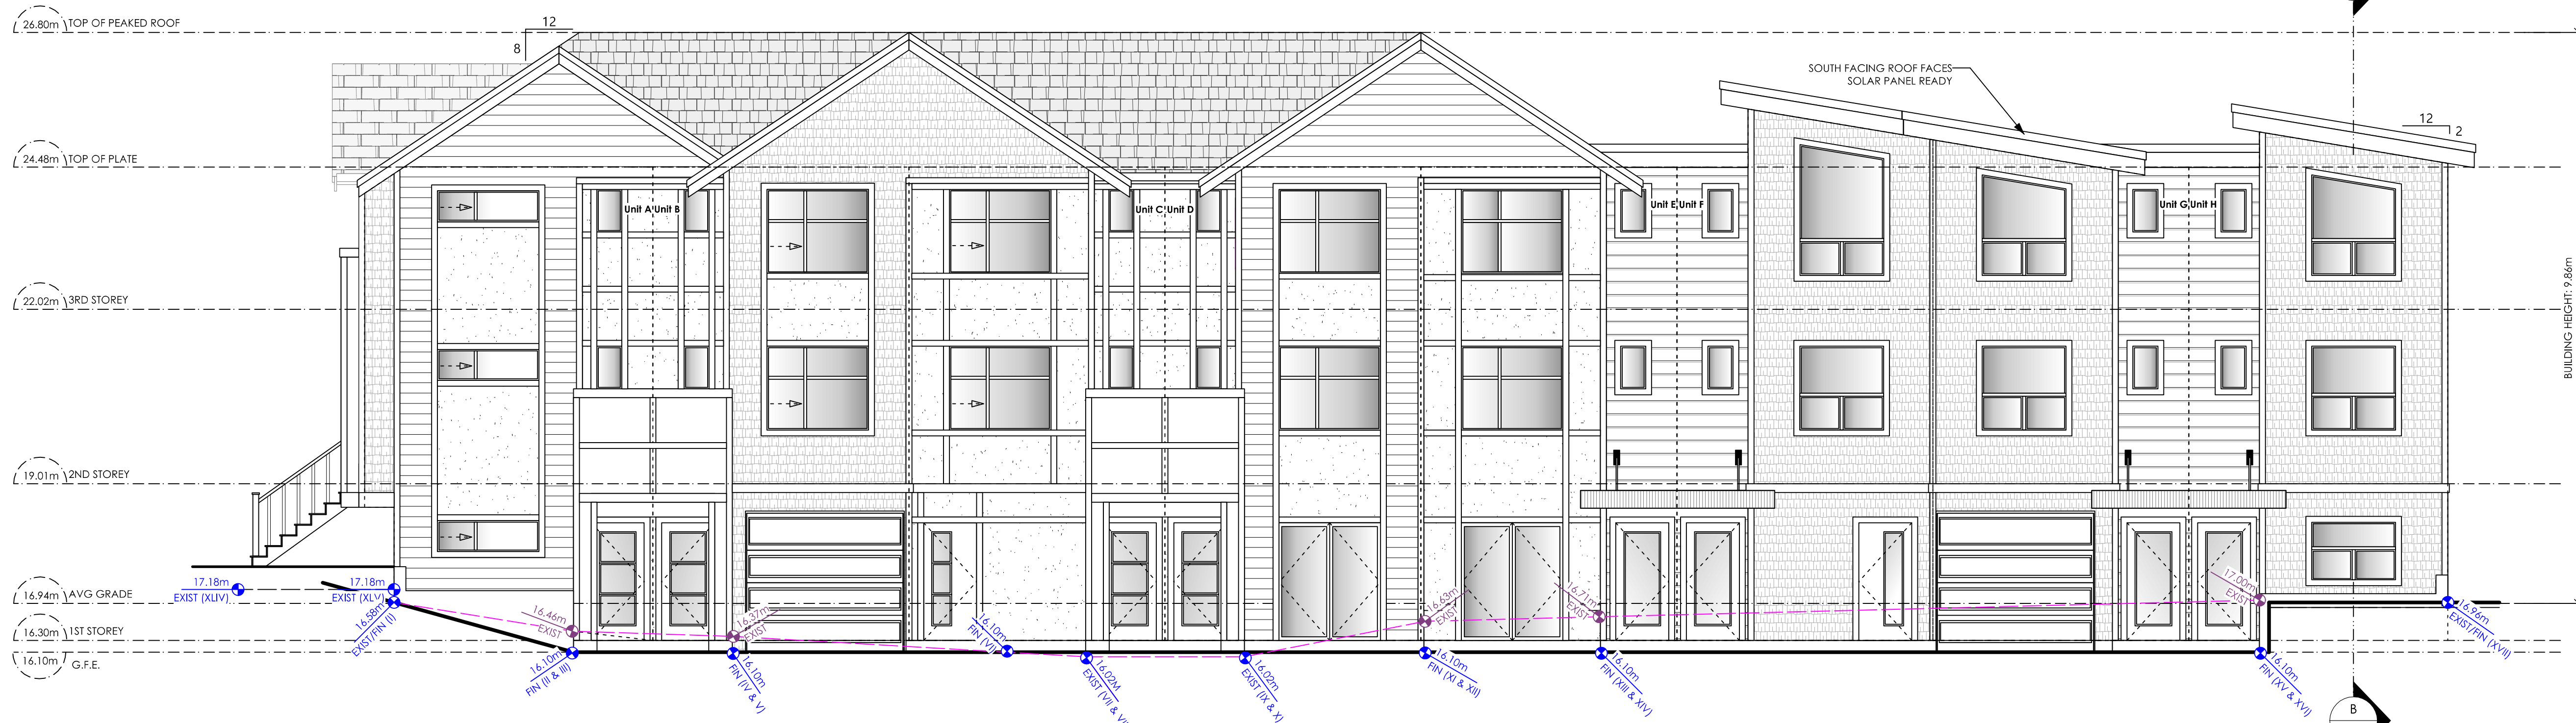 26.80m TOP OF PEAKED ROOF
12
8
SOUTH FACING ROOF FACES
SOLAR PANEL READY
12
2
24.48m TOP OF PLATE
Unit A Unit B
Unit C Unit D
Unit E Unit F
Unit G Unit H
22.02m 3RD STOREY
BUILDING HEIGHT: 9.86m
19.01m 2ND STOREY
17.18m
EXIST (XLIV)
17.18m
EXIST (XLV)
16.94m AVG GRADE
16.58m
EXIST/FIN (I)
16.46m
EXIST
16.37m
EXIST
16.63m
EXIST
16.71m
EXIST
17.00m
EXIST
16.96m
EXIST/FIN (XVII)
16.30m 1ST STOREY
16.10m G.F.E.
16.10m
FIN (II & III)
16.10m
FIN (IV & V)
16.10m
FIN (VI)
16.02M
EXIST (VII &
16.02m
EXIST (IX & X)
16.10m
FIN (XI & XII)
16.10m
FIN (XIII & XIV)
16.10m
FIN (XV & XVI)
B